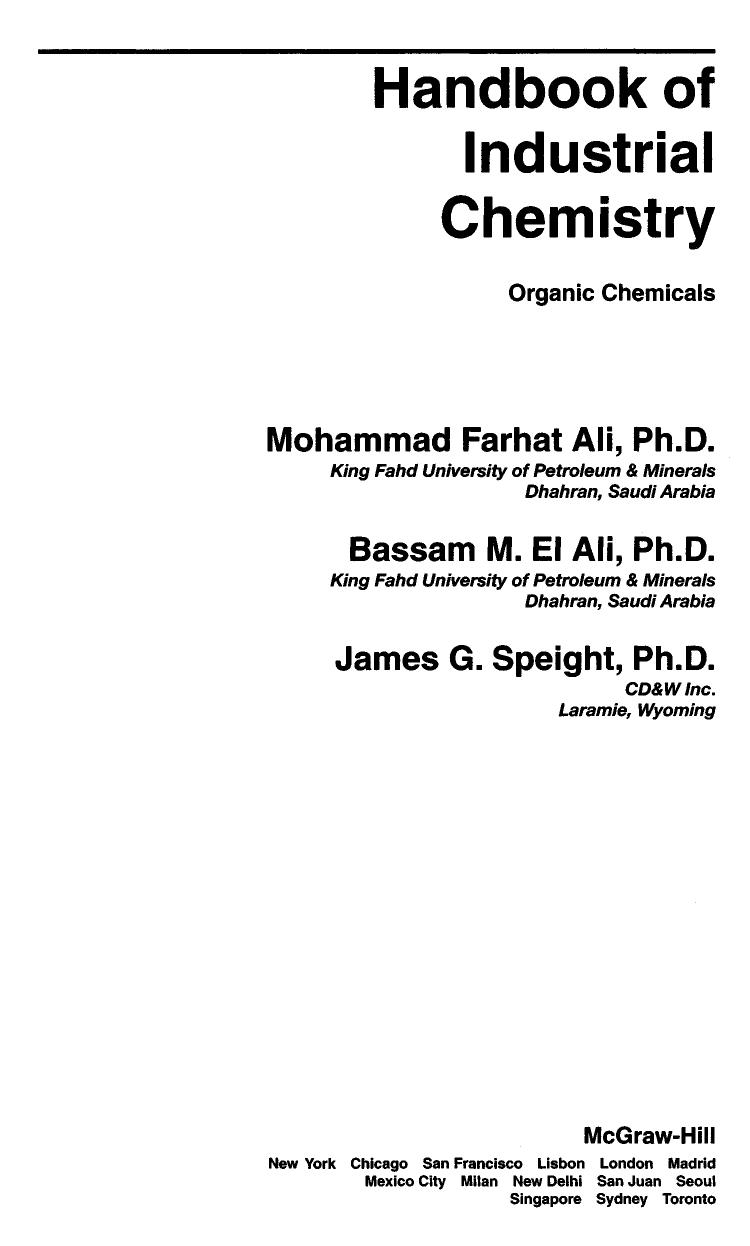 Handbook of
Industrial
Chemistry
Organic Chemicals
Mohammad Farhat Ali, Ph.D.
King Fahd University of Petroleum & Minerals
Dhahran, Saudi Arabia
Bassam M. El Ali, Ph.D.
King Fahd University of Petroleum & Minerals
Dhahran, Saudi Arabia
James G. Speight, Ph.D.
CD&W Inc.
Laramie, Wyoming
McGraw-Hill
New York Chicago San Francisco Lisbon London Madrid
Mexico City Milan New Delhi San Juan Seoul
Singapore Sydney Toronto